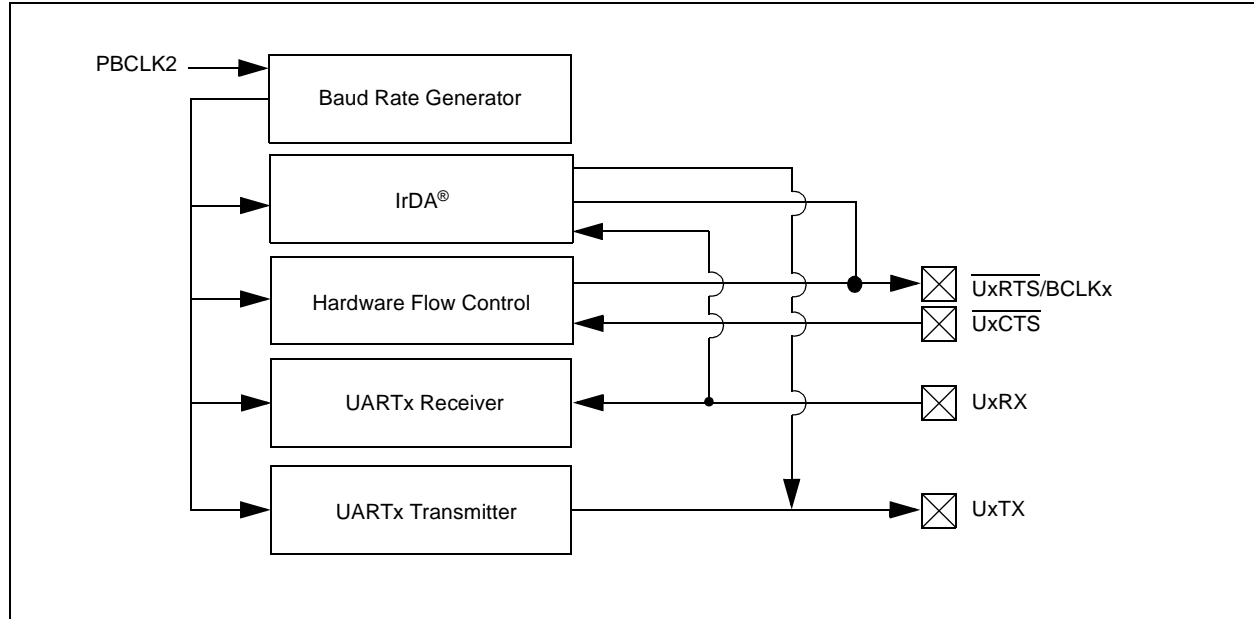 PBCLK2
Baud Rate Generator
IrDA®
Hardware Flow Control
UxRTS/BCLKx
UxCTS
UARTx Receiver
UxRX
UARTx Transmitter
UxTX